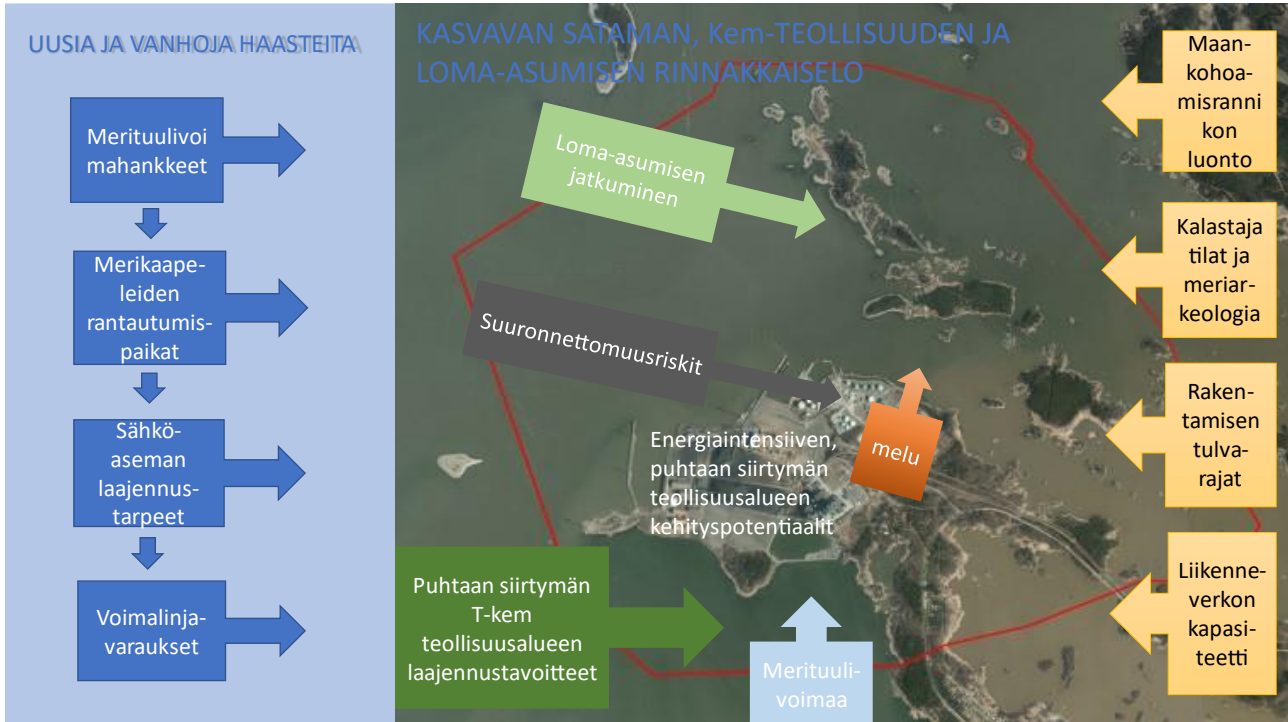 UUSIA JA VANHOJA HAASTEITA
Merituulivoi
mahankkeet
Merikaape-
leiden
rantautumis-
paikat
Sähkö-
aseman
laajennus-
tarpeet
Voimalinja-
varaukset
KASVAVAN SATAMAN, Kem-TEOLLISUUDEN JA
LOMA-ASUMISEN RINNAKKAISELO
Loma-asumisen
jatkuminen
Suuronnettomuusriskit
melu
Energiaintensiiven,
puhtaan siirtymän
teollisuusalueen
kehityspotentiaalit
Puhtaan siirtymän
T-kem
teollisuusalueen
laajennustavoitteet
Merituuli-
voimaa
Maan-
kohoa-
misranni
kon
luonto
Kalastaja
tilat ja
meriar-
keologia
Raken-
tamisen
tulva-
rajat
Liikenne-
verkon
kapasi-
teetti